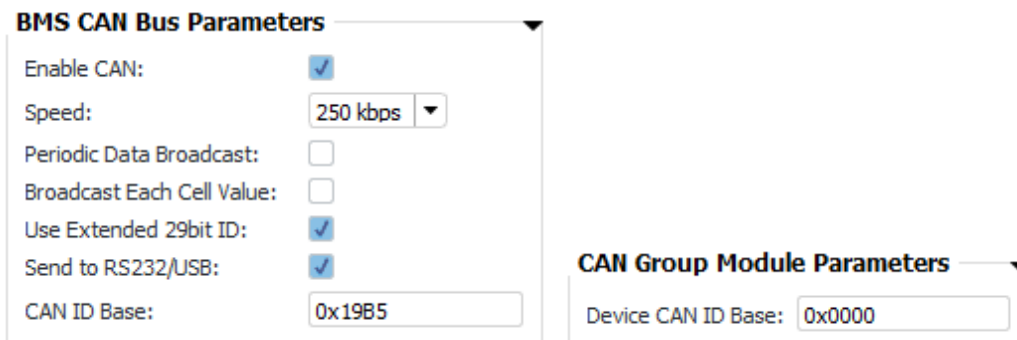 BMS CAN Bus Parameters
Enable CAN:
Speed: 250 kbps
Periodic Data Broadcast:
Broadcast Each Cell Value:
Use Extended 29bit ID:
Send to RS232/USB:
CAN ID Base: 0x19B5
CAN Group Module Parameters
Device CAN ID Base: 0x0000